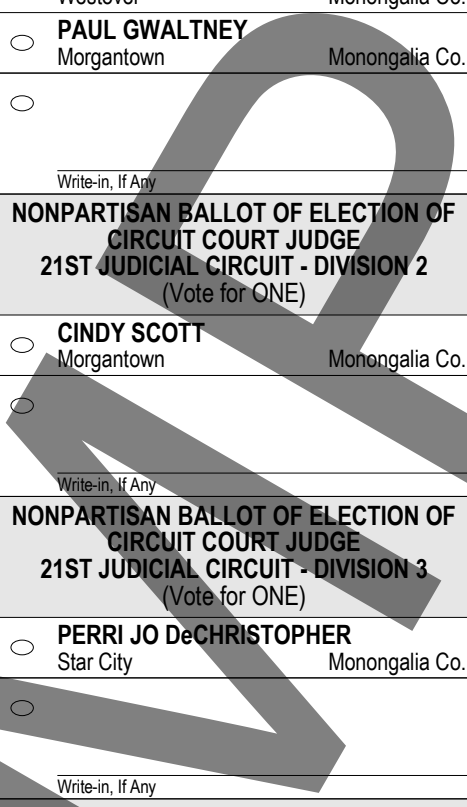 Westover Monongalia Co.
PAUL GWALTNEY
Morgantown Monongalia Co.
Write-in, If Any
NONPARTISAN BALLOT OF ELECTION OF
CIRCUIT COURT JUDGE
21ST JUDICIAL CIRCUIT - DIVISION 2
(Vote for ONE)
CINDY SCOTT
Morgantown Monongalia Co.
Write-in, If Any
NONPARTISAN BALLOT OF ELECTION OF
CIRCUIT COURT JUDGE
21ST JUDICIAL CIRCUIT - DIVISION 3
(Vote for ONE)
PERRI JO DeCHRISTOPHER
Star City Monongalia Co.
Write-in, If Any